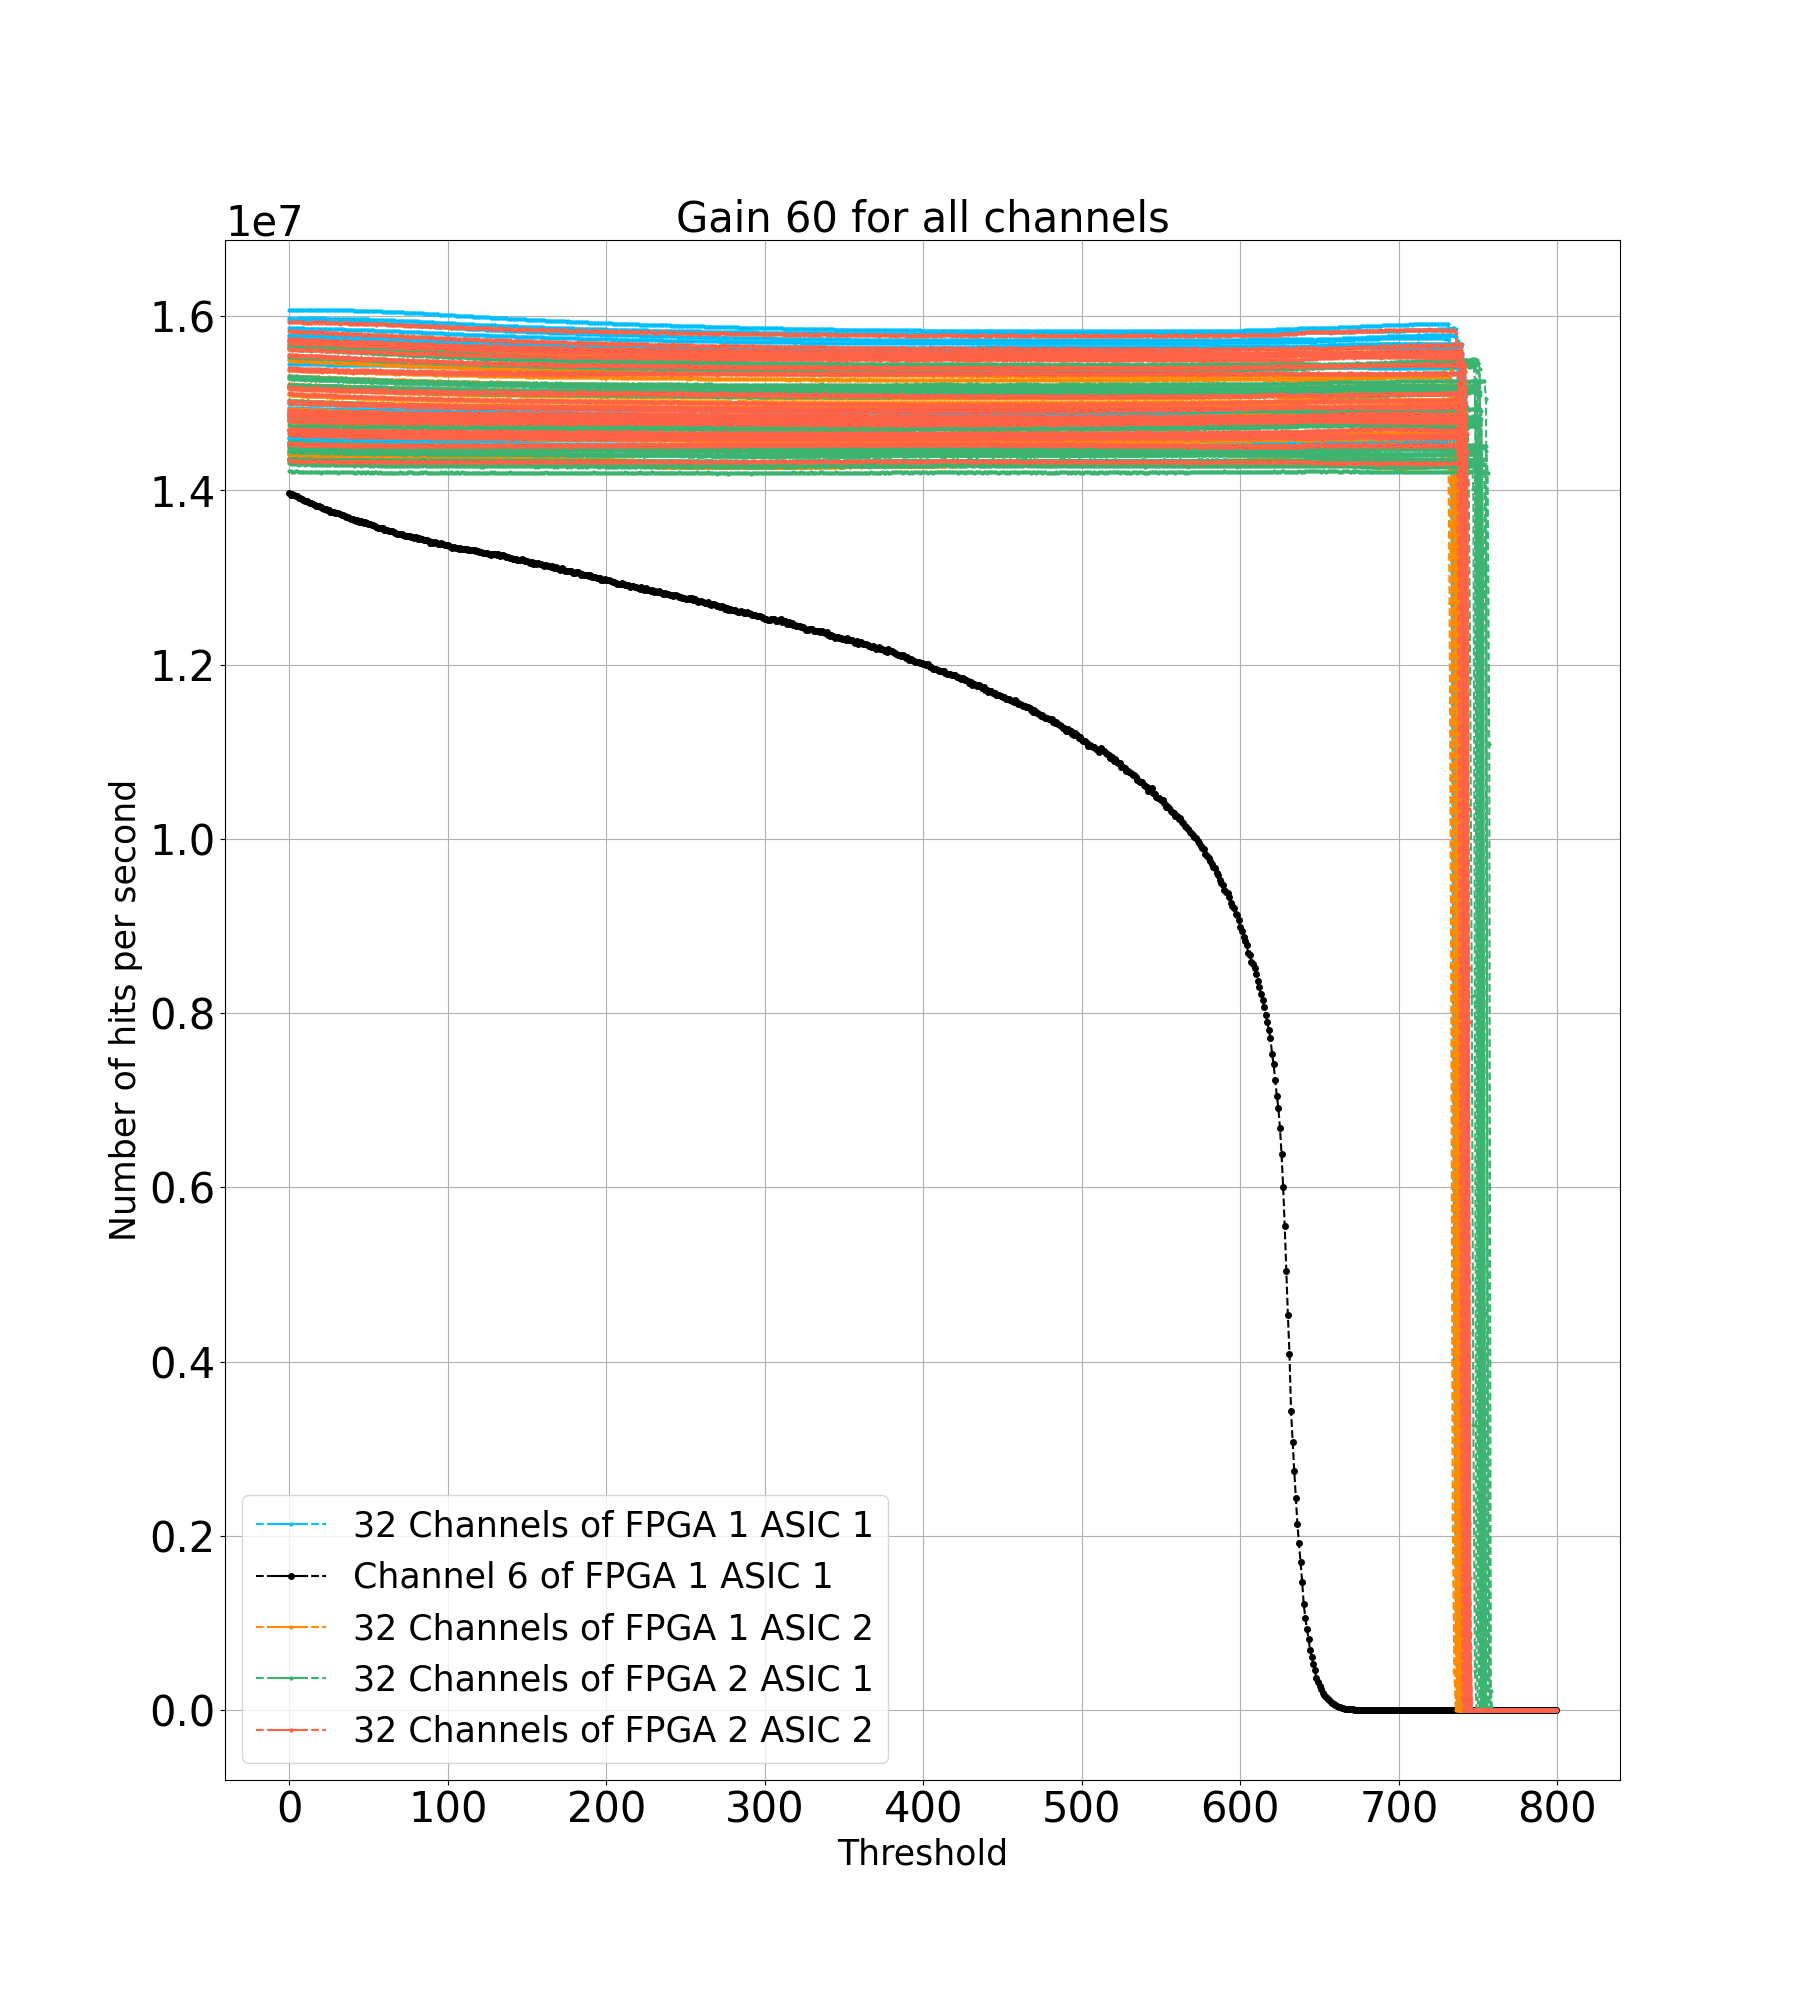 Gain 60 for all channels
1e7
1.6
1.4
1.2
1.0
0.8
0.6
0.4
0.2
0.0
Number of hits per second
32 Channels of FPGA 1 ASIC 1
Channel 6 of FPGA 1 ASIC 1
32 Channels of FPGA 1 ASIC 2
32 Channels of FPGA 2 ASIC 1
32 Channels of FPGA 2 ASIC 2
0 100 200 300 400 500 600 700 800
Threshold